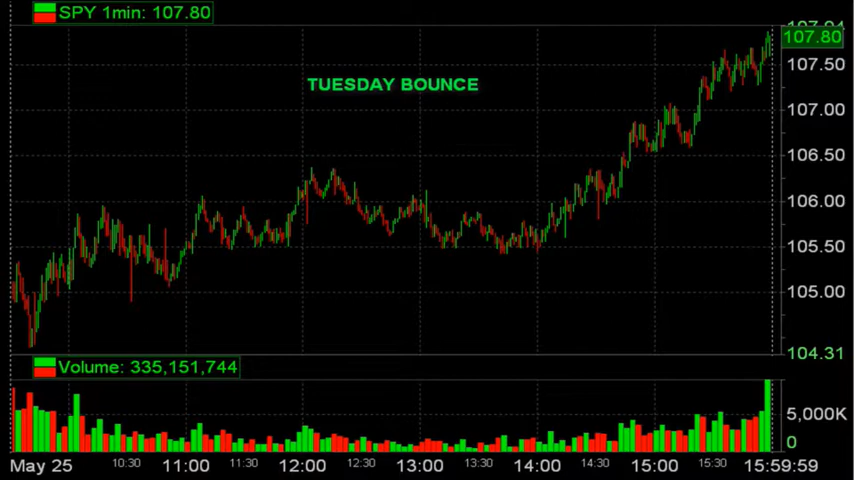 SPY 1min: 107.80
107.94
107.80
107.50
TUESDAY BOUNCE
107.00
106.50
106.00
105.50
105.00
104.31
Volume: 335,151,744
5,000K
0
May 25 10:30 11:00 11:30 12:00 12:30 13:00 13:30 14:00 14:30 15:00 15:30 15:59:59